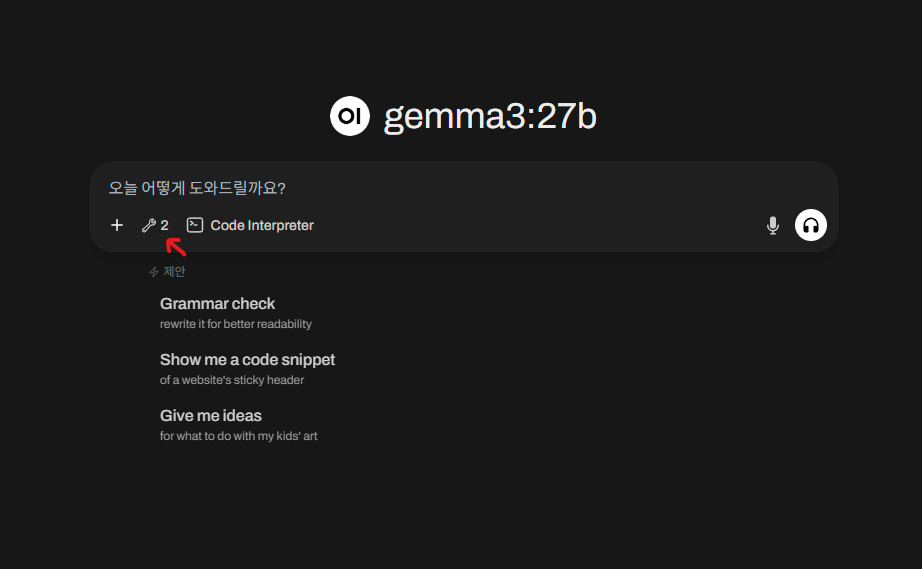 OI gemma3:27b
오늘 어떻게 도와드릴까요?
2 Code Interpreter
제안
Grammar check
rewrite it for better readability
Show me a code snippet
of a website's sticky header
Give me ideas
for what to do with my kids' art